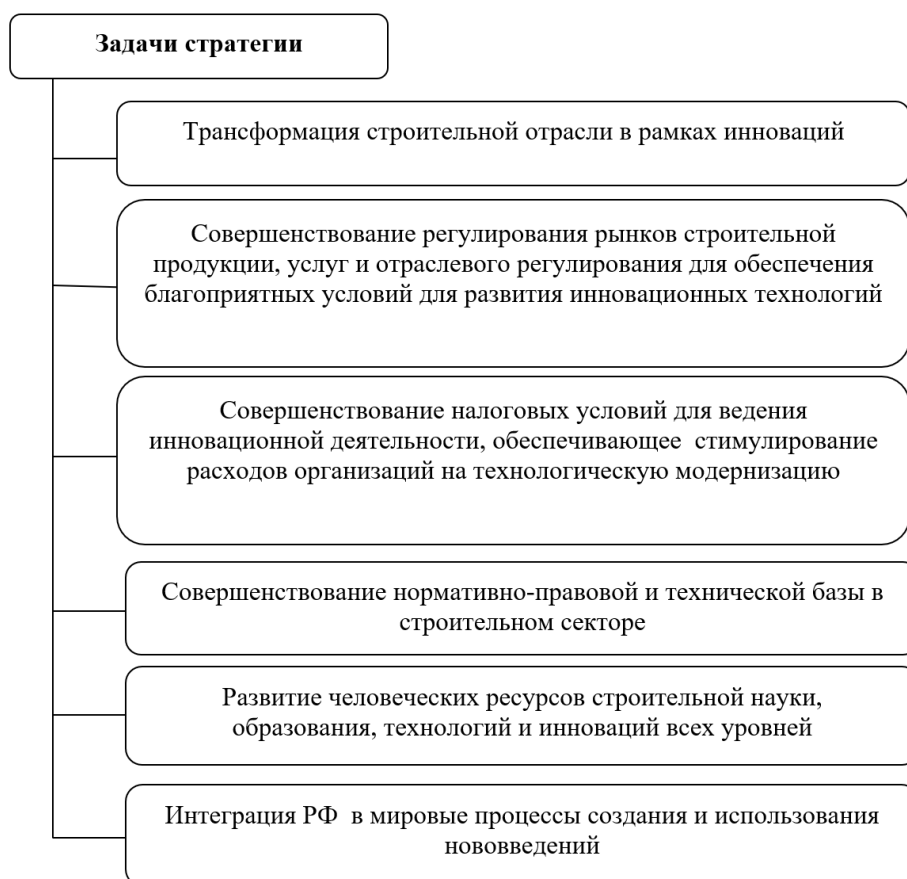 Задачи стратегии
Трансформация строительной отрасли в рамках инноваций
Совершенствование регулирования рынков строительной
продукции, услуг и отраслевого регулирования для обеспечения
благоприятных условий для развития инновационных технологий
Совершенствование налоговых условий для ведения
инновационной деятельности, обеспечивающее  стимулирование
расходов организаций на технологическую модернизацию
Совершенствование нормативно-правовой и технической базы в
строительном секторе
Развитие человеческих ресурсов строительной науки,
образования, технологий и инноваций всех уровней
Интеграция РФ  в мировые процессы создания и использования
нововведений